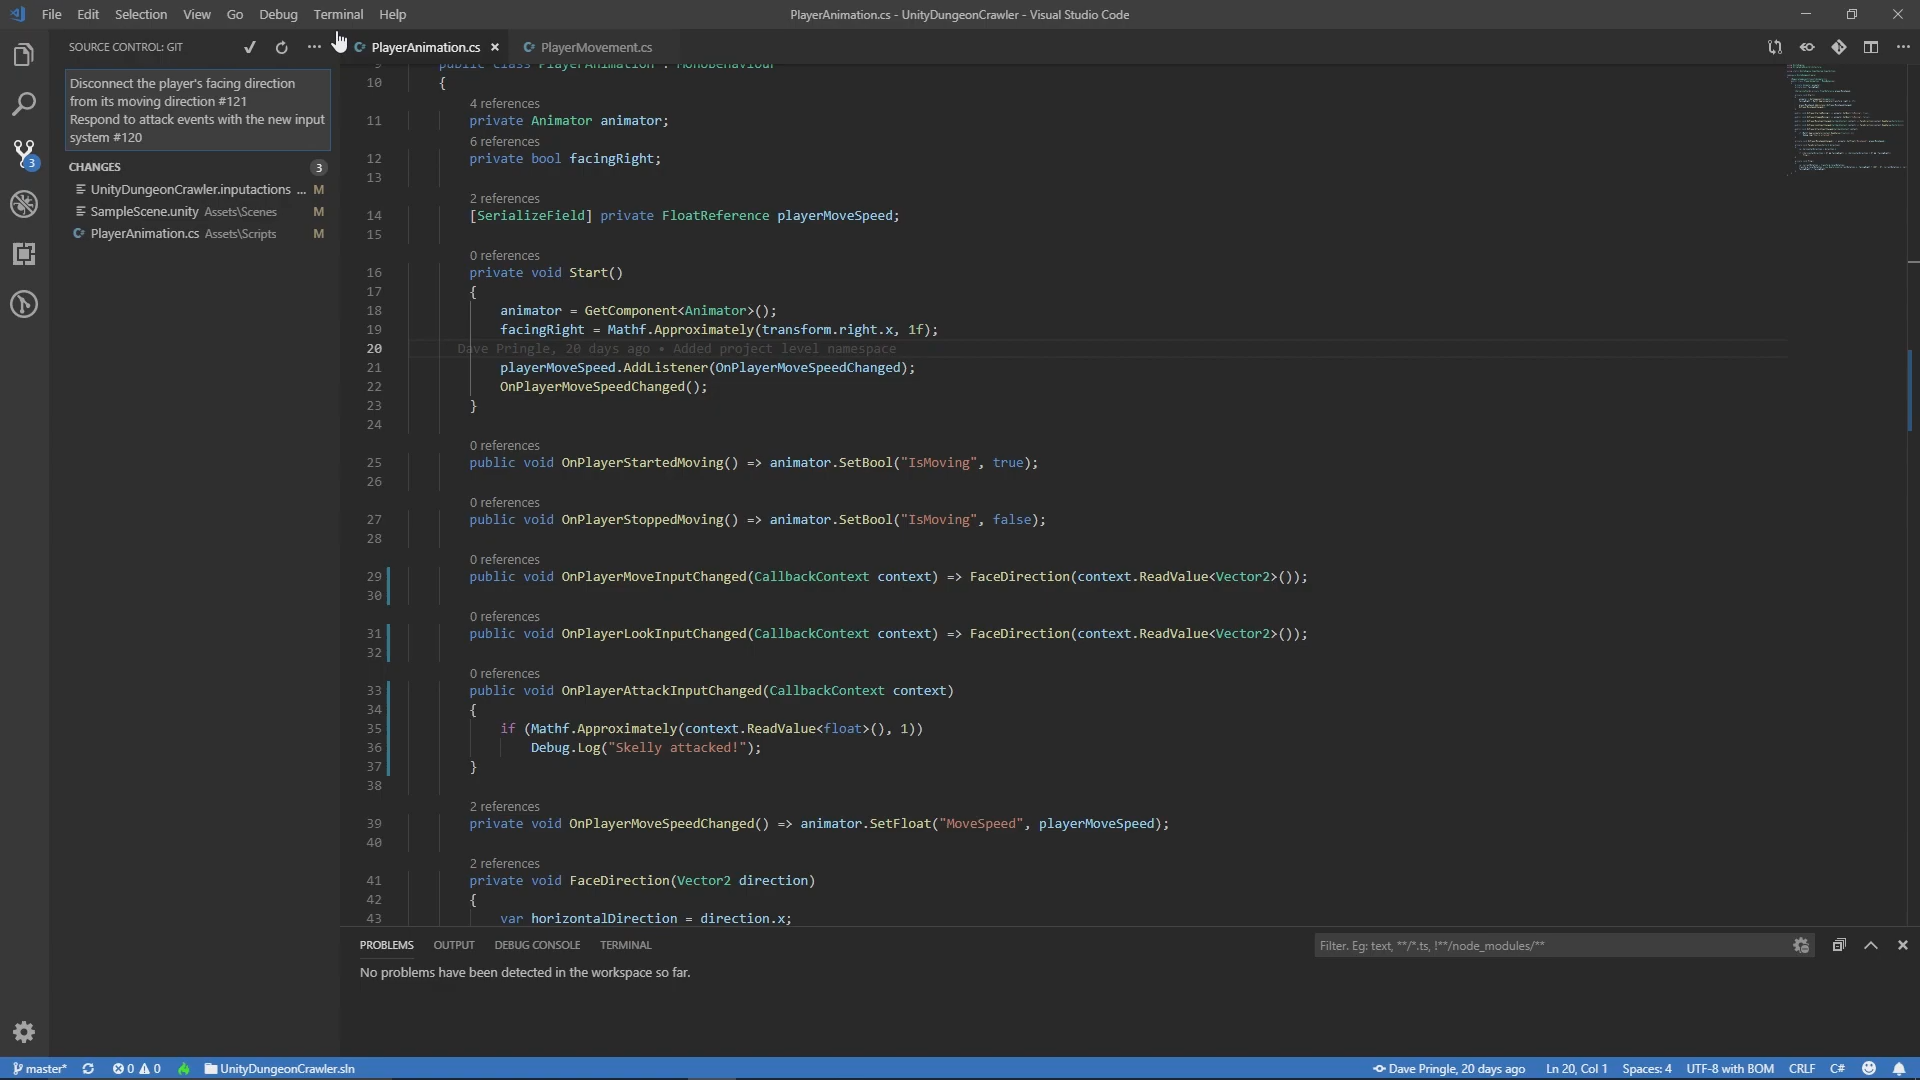 File Edit Selection View Go Debug Terminal Help
PlayerAnimation.cs - UnityDungeonCrawler - Visual Studio Code
SOURCE CONTROL: GIT
PlayerAnimation.cs
PlayerMovement.cs
Disconnect the player's facing direction
from its moving direction #121
Respond to attack events with the new input
system #120
CHANGES 3
UnityDungeonCrawler.inputactions ... M
SampleScene.unity Assets\Scenes M
PlayerAnimation.cs Assets\Scripts M
3
9 public class PlayerAnimation : MonoBehaviour
10 {
4 references
11 private Animator animator;
6 references
12 private bool facingRight;
13
2 references
14 [SerializeField] private FloatReference playerMoveSpeed;
15
0 references
16 private void Start()
17 {
18 animator = GetComponent<Animator>();
19 facingRight = Mathf.Approximately(transform.right.x, 1f);
20 Dave Pringle, 20 days ago • Added project level namespace
21 playerMoveSpeed.AddListener(OnPlayerMoveSpeedChanged);
22 OnPlayerMoveSpeedChanged();
23 }
24
0 references
25 public void OnPlayerStartedMoving() => animator.SetBool("IsMoving", true);
26
0 references
27 public void OnPlayerStoppedMoving() => animator.SetBool("IsMoving", false);
28
0 references
29 public void OnPlayerMoveInputChanged(CallbackContext context) => FaceDirection(context.ReadValue<Vector2>());
30
0 references
31 public void OnPlayerLookInputChanged(CallbackContext context) => FaceDirection(context.ReadValue<Vector2>());
32
0 references
33 public void OnPlayerAttackInputChanged(CallbackContext context)
34 {
35 if (Mathf.Approximately(context.ReadValue<float>(), 1))
36 Debug.Log("Skelly attacked!");
37 }
38
2 references
39 private void OnPlayerMoveSpeedChanged() => animator.SetFloat("MoveSpeed", playerMoveSpeed);
40
2 references
41 private void FaceDirection(Vector2 direction)
42 {
43 var horizontalDirection = direction.x;
PROBLEMS OUTPUT DEBUG CONSOLE TERMINAL
Filter. Eg: text, **/*.ts, !**/node_modules/**
No problems have been detected in the workspace so far.
master* 0 0 UnityDungeonCrawler.sln
Dave Pringle, 20 days ago Ln 20, Col 1 Spaces: 4 UTF-8 with BOM CRLF C#